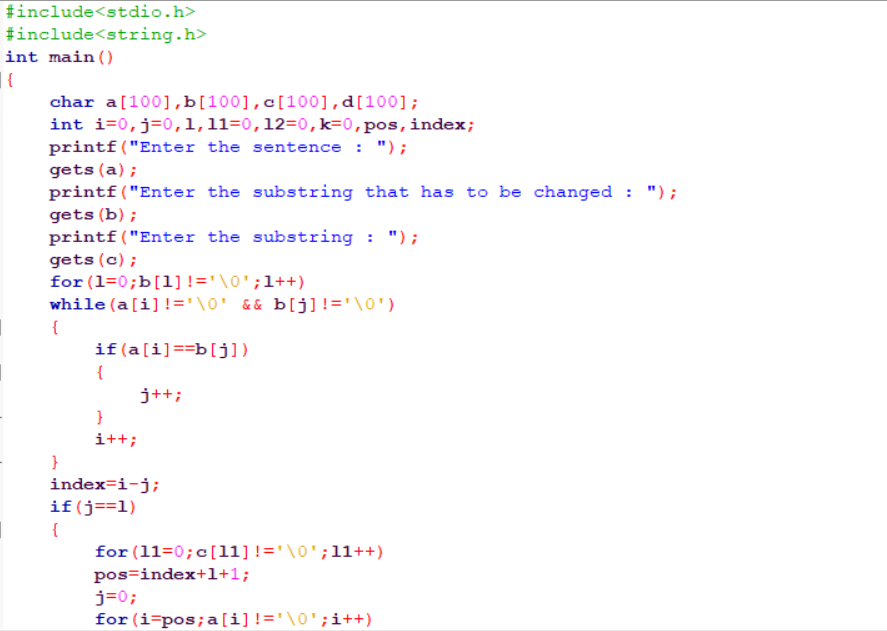 #include<stdio.h>
#include<string.h>
int main()
{
    char a[100],b[100],c[100],d[100];
    int i=0,j=0,l,l1=0,l2=0,k=0,pos,index;
    printf("Enter the sentence : ");
    gets(a);
    printf("Enter the substring that has to be changed : ");
    gets(b);
    printf("Enter the substring : ");
    gets(c);
    for(l=0;b[l]!='\0';l++)
    while(a[i]!='\0' && b[j]!='\0')
    {
        if(a[i]==b[j])
        {
            j++;
        }
        i++;
    }
    index=i-j;
    if(j==l)
    {
        for(l1=0;c[l1]!='\0';l1++)
        pos=index+l+1;
        j=0;
        for(i=pos;a[i]!='\0';i++)